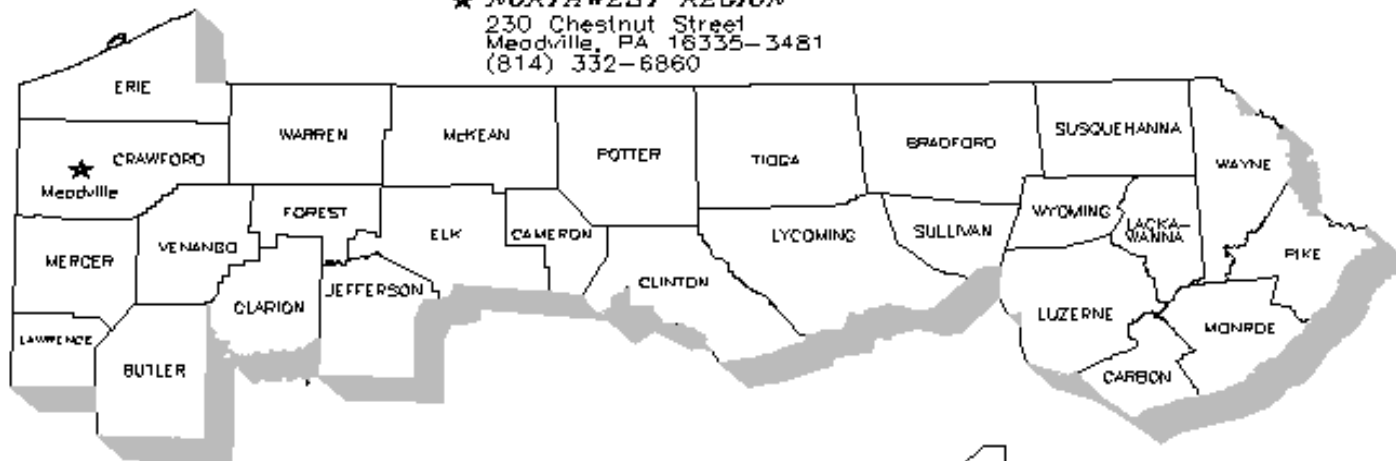 ★ NORTHWEST REGION
230 Chestnut Street
Meadville, PA 16335-3481
(814) 332-6860
ERIE
WARREN
McKEAN
POTTER
TIOGA
BRADFORD
SUSQUEHANNA
WAYNE
CRAWFORD
Meadville
FOREST
VENANGO
ELK
CAMERON
LYCOMING
SULLIVAN
WYOMING
LACKA-
WANNA
PIKE
MERCER
CLARION
JEFFERSON
CLINTON
LUZERNE
MONROE
LAWRENCE
BUTLER
CARBON